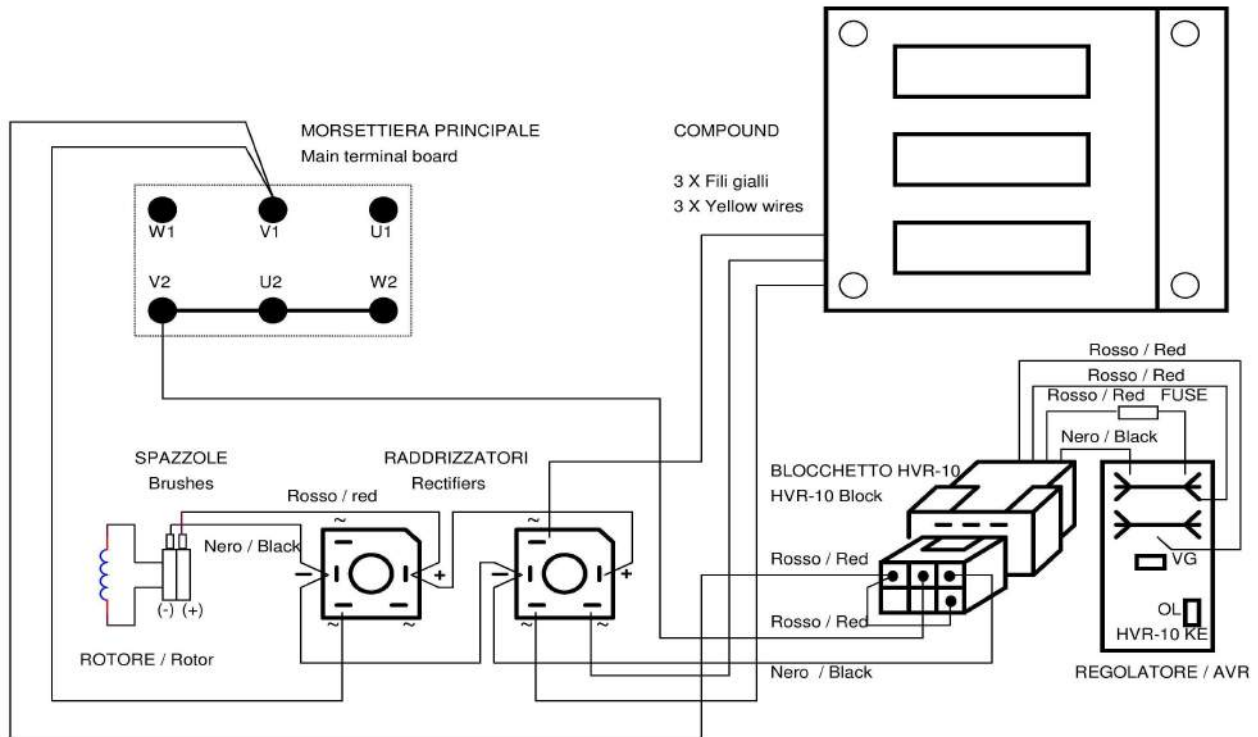 MORSETTIERA PRINCIPALE
Main terminal board
COMPOUND
3 X Fili gialli
3 X Yellow wires
W1
V1
U1
V2
U2
W2
Rosso / Red
Rosso / Red
Rosso / Red FUSE
Nero / Black
SPAZZOLE
Brushes
RADDRIZZATORI
Rectifiers
BLOCCHETTO HVR-10
HVR-10 Block
Rosso / red
Nero / Black
~
~
- + - +
(-) (+)
~ ~
~ ~
Rosso / Red
VG
OL
HVR-10 KE
Rosso / Red
ROTORE / Rotor
Nero / Black
REGOLATORE / AVR